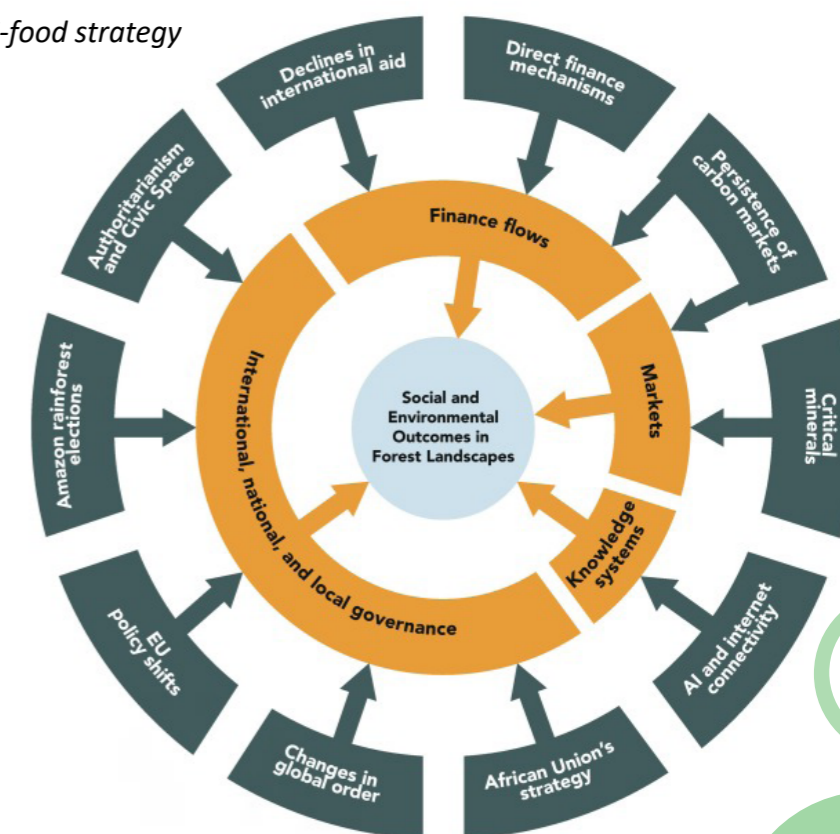 -food strategy
Declines in
international aid
Direct finance
mechanisms
Persistence of
carbon markets
Critical
minerals
AI and internet
connectivity
African Union's
strategy
Changes in
global order
EU
policy shifts
Amazon rainforest
elections
Authoritarianism
and Civic Space
Finance flows
Markets
Knowledge
systems
International, national, and local governance
Social and
Environmental
Outcomes in
Forest Landscapes